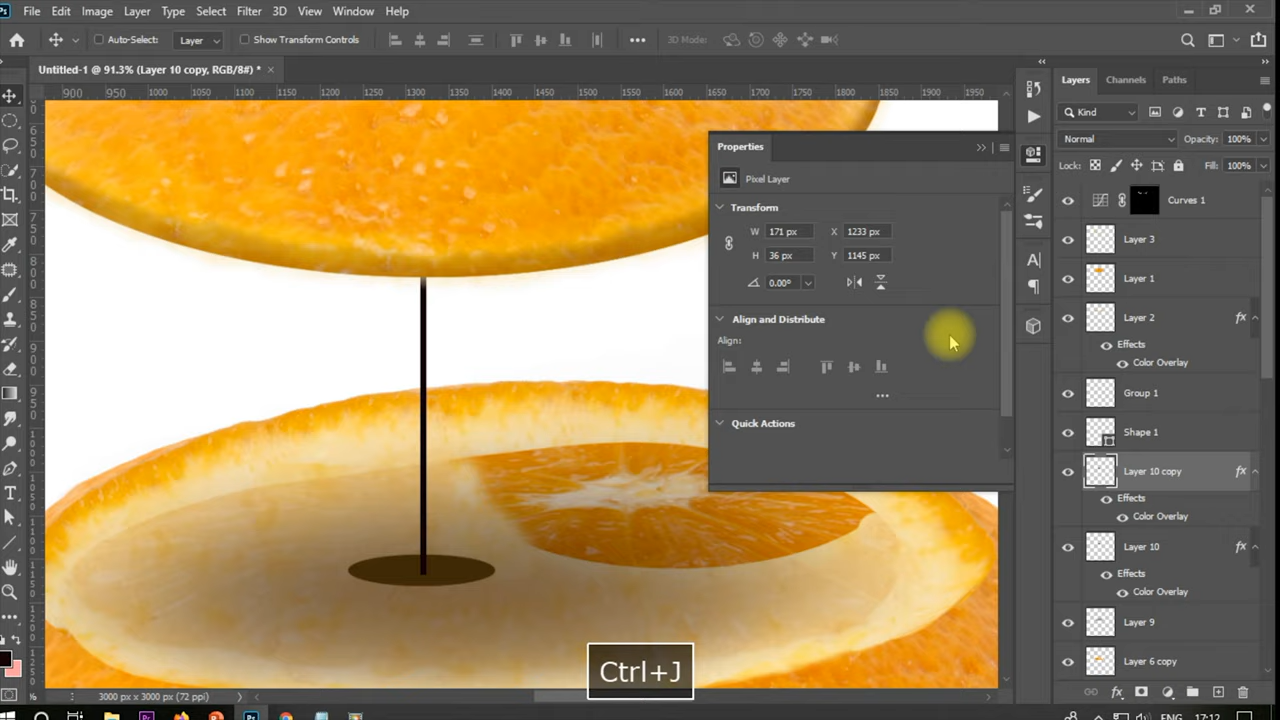 Ps File Edit Image Layer Type Select Filter 3D View Window Help
Auto-Select: Layer Show Transform Controls 3D Mode:
Untitled-1 @ 91.3% (Layer 10 copy, RGB/8#) *
900 950 1000 1050 1100 1150 1200 1250 1300 1350 1400 1450 1500 1550 1600 1650 1700 1750 1800 1850 1900 1950
Properties
Pixel Layer
Transform
W 171 px X 1233 px
H 36 px Y 1145 px
0.00°
Align and Distribute
Align:
Quick Actions
Layers Channels Paths
Kind
Normal Opacity: 100%
Lock: Fill: 100%
Curves 1
Layer 3
Layer 1
Layer 2 fx
Effects
Color Overlay
Group 1
Shape 1
Layer 10 copy fx
Effects
Color Overlay
Layer 10 fx
Effects
Color Overlay
Layer 9
Layer 6 copy
Ctrl+J
3000 px x 3000 px (72 ppi)
ENG 17:12